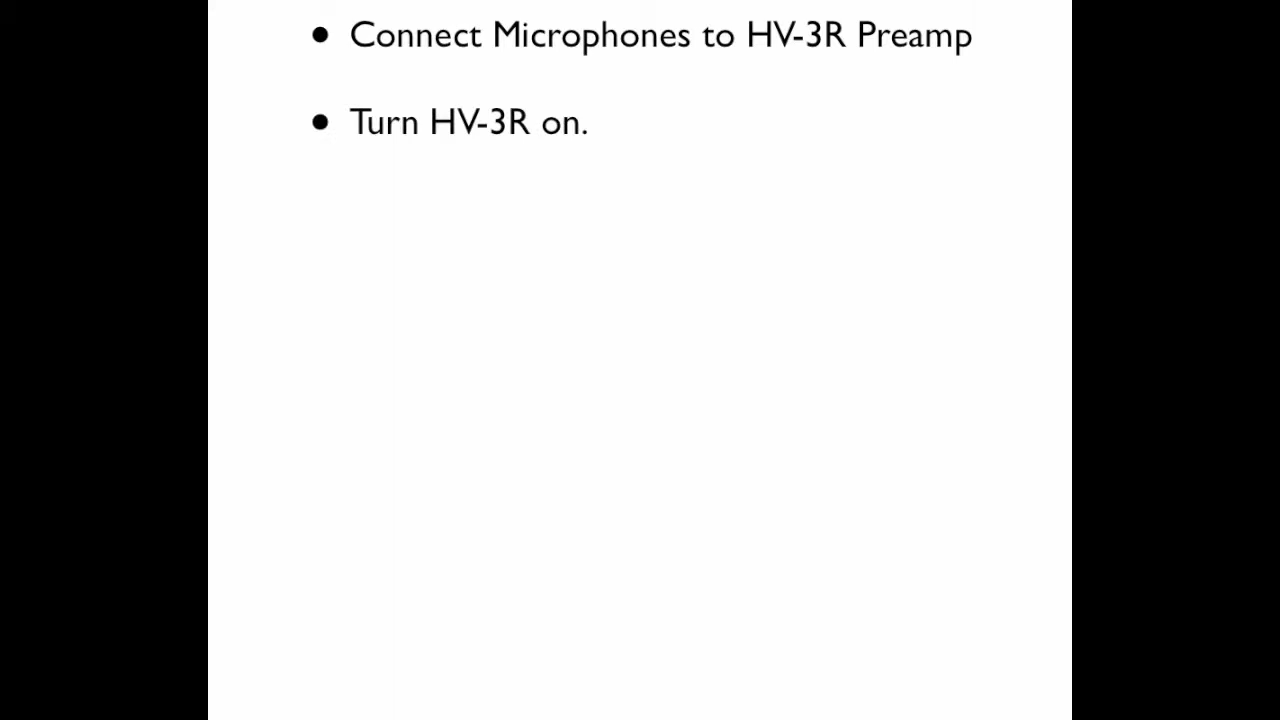 • Connect Microphones to HV-3R Preamp
• Turn HV-3R on.